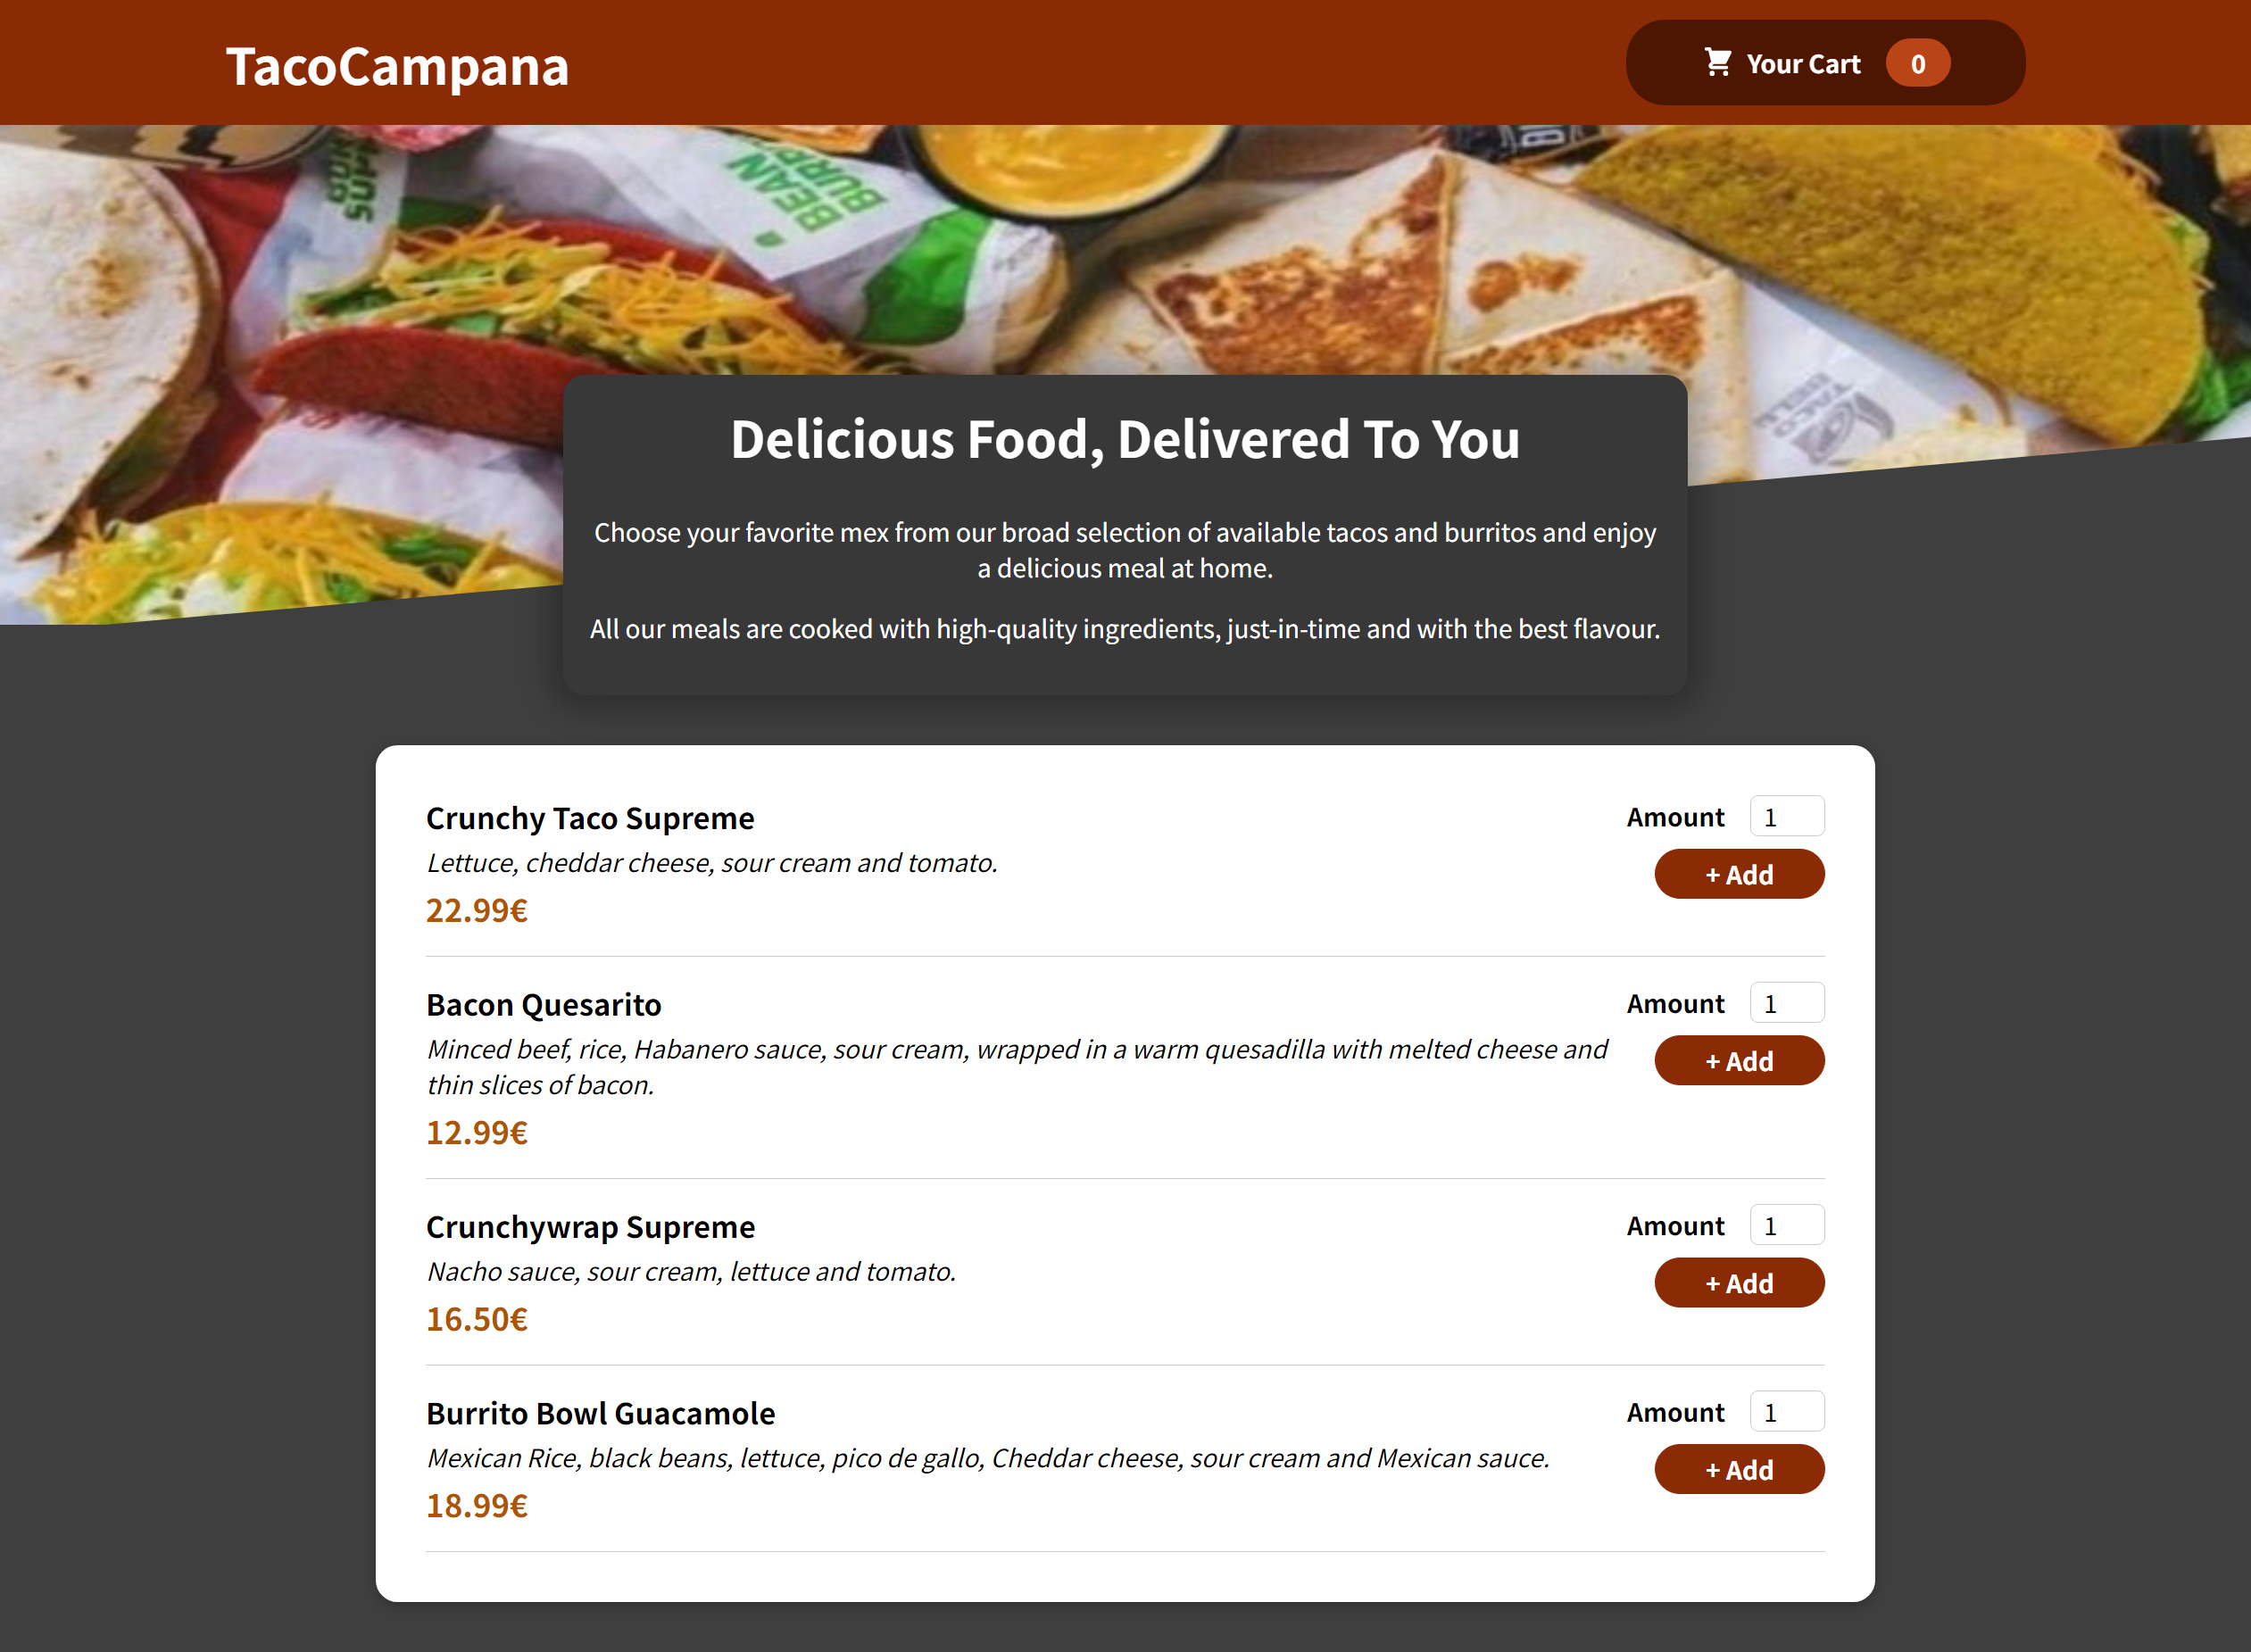 TacoCampana
Your Cart 0
BEAN
BURR
Delicious Food, Delivered To You
Choose your favorite mex from our broad selection of available tacos and burritos and enjoy
a delicious meal at home.
All our meals are cooked with high-quality ingredients, just-in-time and with the best flavour.
Crunchy Taco Supreme
Amount 1
Lettuce, cheddar cheese, sour cream and tomato.
+ Add
22.99€
Bacon Quesarito
Amount 1
Minced beef, rice, Habanero sauce, sour cream, wrapped in a warm quesadilla with melted cheese and
thin slices of bacon.
+ Add
12.99€
Crunchywrap Supreme
Amount 1
Nacho sauce, sour cream, lettuce and tomato.
+ Add
16.50€
Burrito Bowl Guacamole
Amount 1
Mexican Rice, black beans, lettuce, pico de gallo, Cheddar cheese, sour cream and Mexican sauce.
+ Add
18.99€